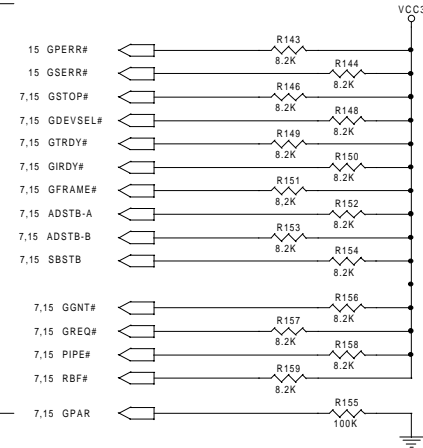 VCC3
15 GPERR# R143 8.2K
15 GSERR# R144 8.2K
7,15 GSTOP# R146 8.2K
7,15 GDEVSEL# R148 8.2K
7,15 GTRDY# R149 8.2K
7,15 GIRDY# R150 8.2K
7,15 GFRAME# R151 8,2K
7,15 ADSTB-A R152 8.2K
7,15 ADSTB-B R153 8.2K
7,15 SBSTB R154 8.2K
7,15 GGNT# R156 8.2K
7,15 GREQ# R157 8.2K
7,15 PIPE# R158 8.2K
7,15 RBF# R159 8.2K
7,15 GPAR R155 100K